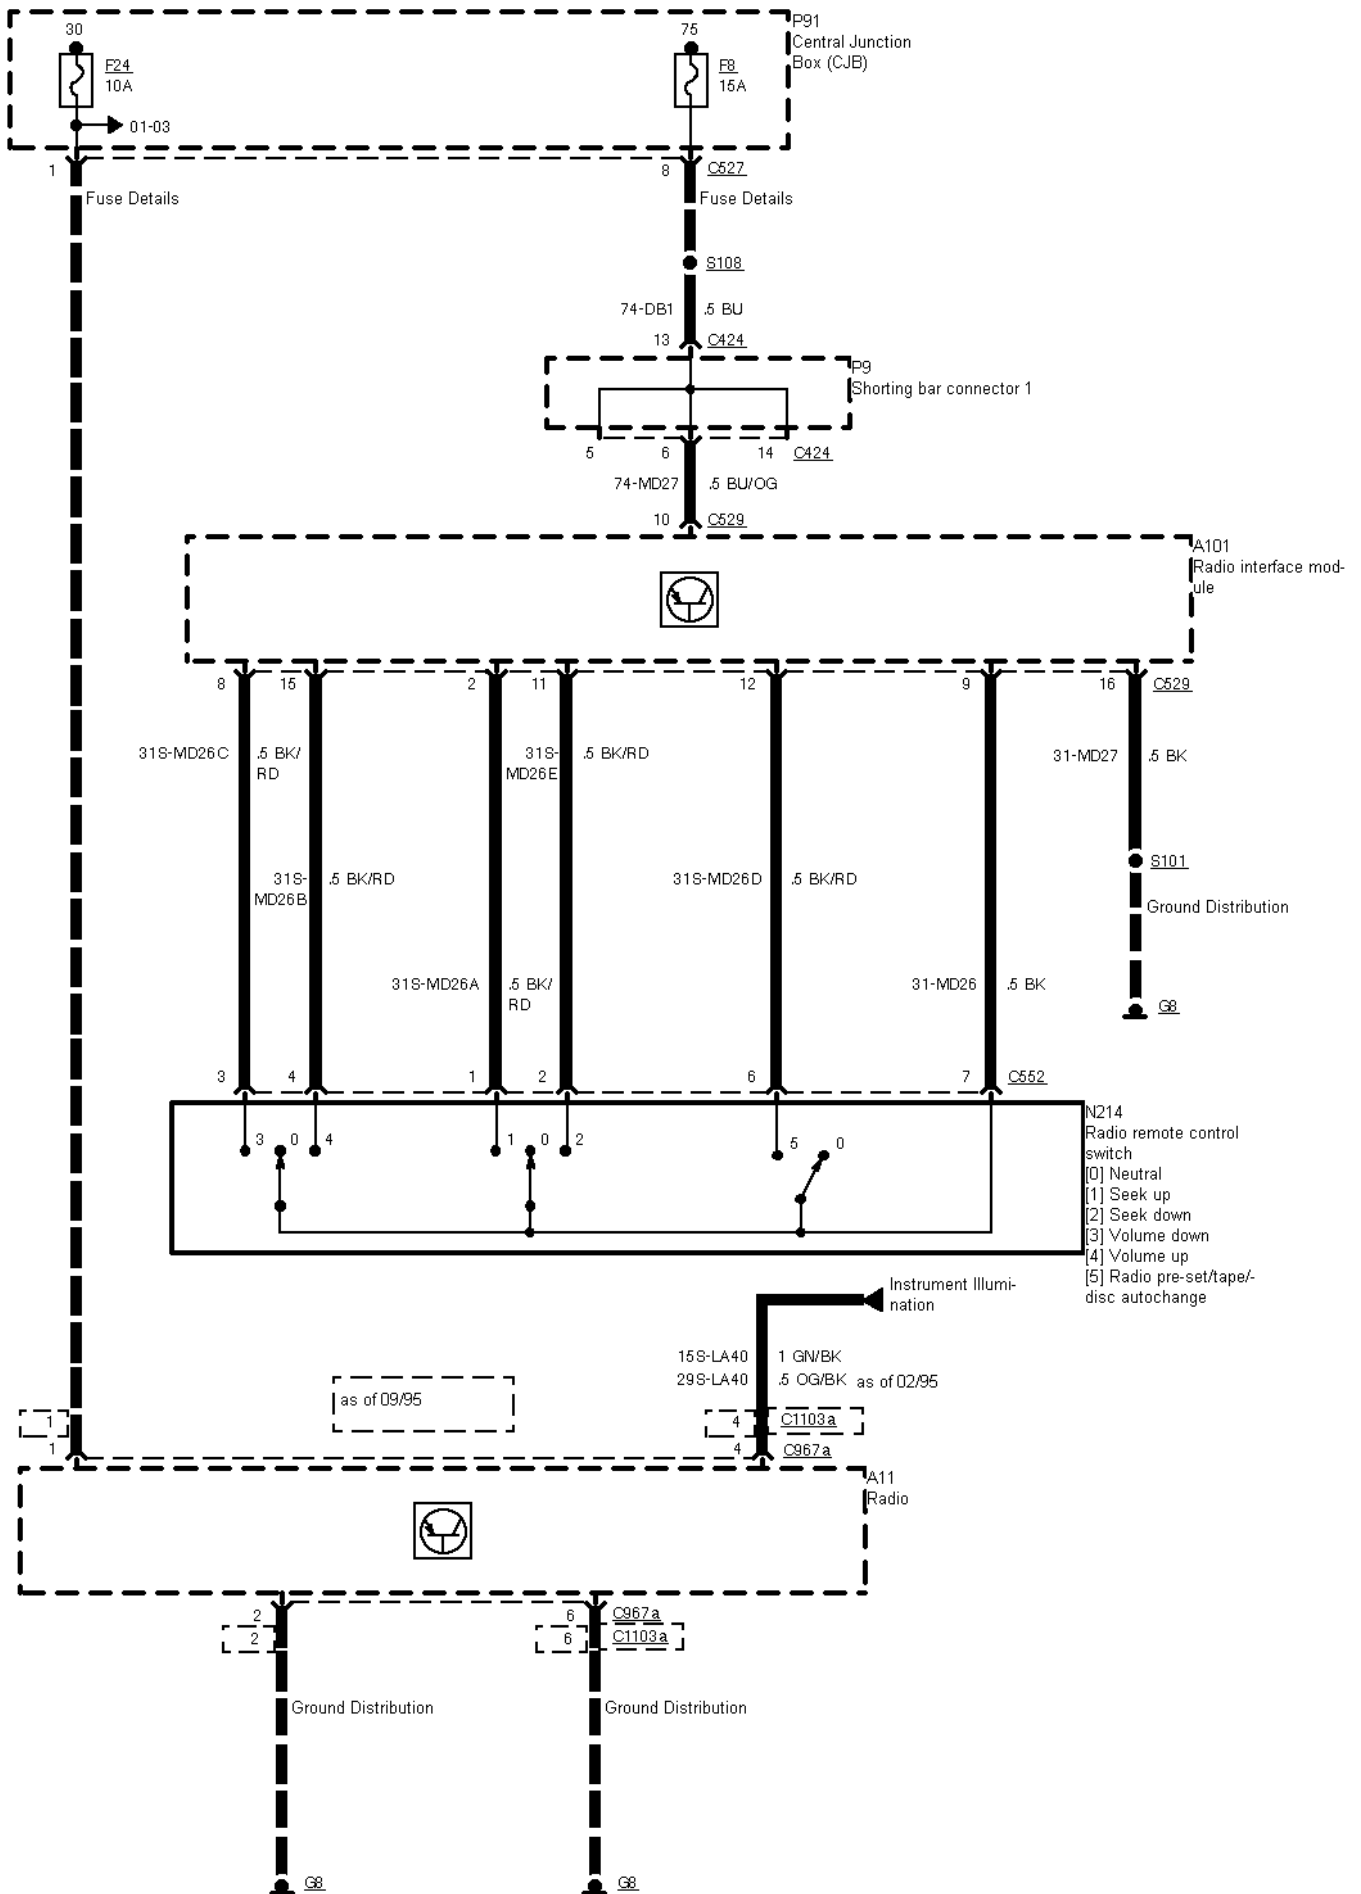 30
75
P91
Central Junction
Box (CJB)
F24
10A
F8
15A
01-03
1
8
C527
Fuse Details
Fuse Details
S108
74-DB1
.5 BU
13
C424
P9
Shorting bar connector 1
5
6
14
C424
74-MD27
.5 BU/OG
10
C529
A101
Radio interface mod-
ule
8
15
2
11
12
9
16
C529
31S-MD26C
.5 BK/
RD
31S-
MD26E
.5 BK/RD
31-MD27
.5 BK
31S-
MD26B
.5 BK/RD
31S-MD26D
.5 BK/RD
S101
Ground Distribution
31S-MD26A
.5 BK/
RD
31-MD26
.5 BK
G8
3
4
1
2
6
7
C552
3
0
4
1
0
2
5
0
N214
Radio remote control
switch
[0] Neutral
[1] Seek up
[2] Seek down
[3] Volume down
[4] Volume up
[5] Radio pre-set/tape/-
disc autochange
Instrument Illumi-
nation
15S-LA40
1 GN/BK
29S-LA40
.5 OG/BK
as of 02/95
as of 09/95
1
4
C1103a
1
4
C967a
A11
Radio
2
6
C967a
2
6
C1103a
Ground Distribution
Ground Distribution
G8
G8